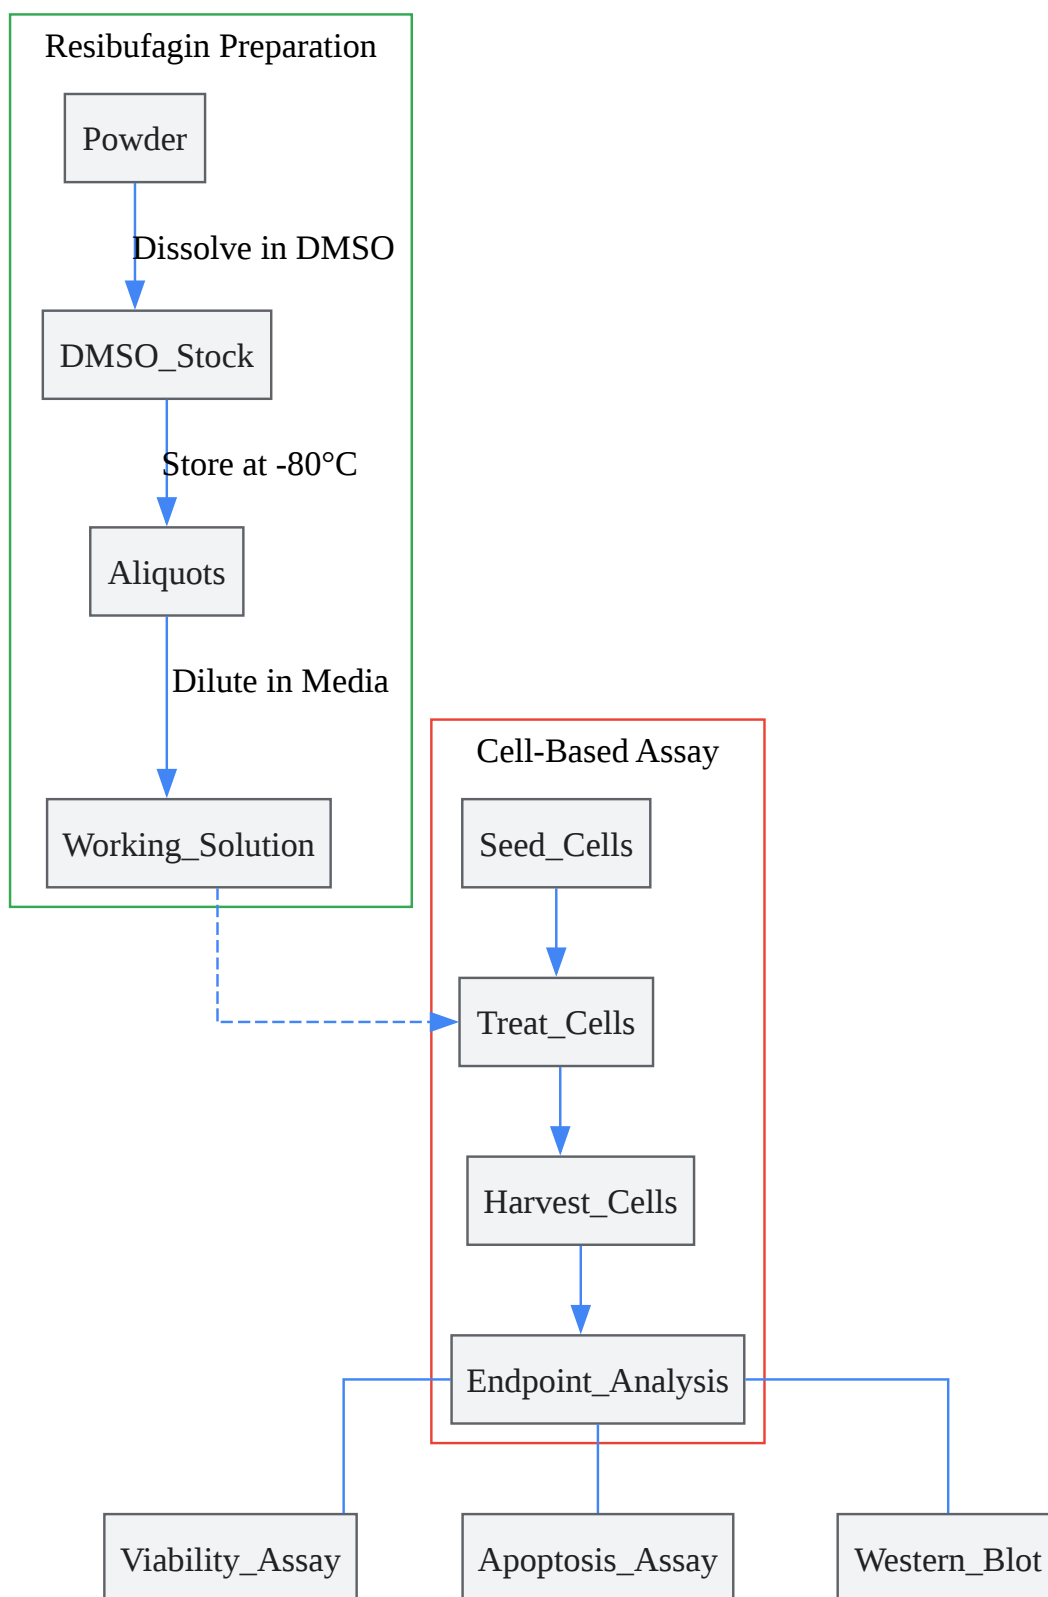 Resibufagin Preparation
Powder
Dissolve in DMSO
DMSO_Stock
Store at -80°C
Aliquots
Dilute in Media
Working_Solution
Cell-Based Assay
Seed_Cells
Treat_Cells
Harvest_Cells
Endpoint_Analysis
Viability_Assay
Apoptosis_Assay
Western_Blot